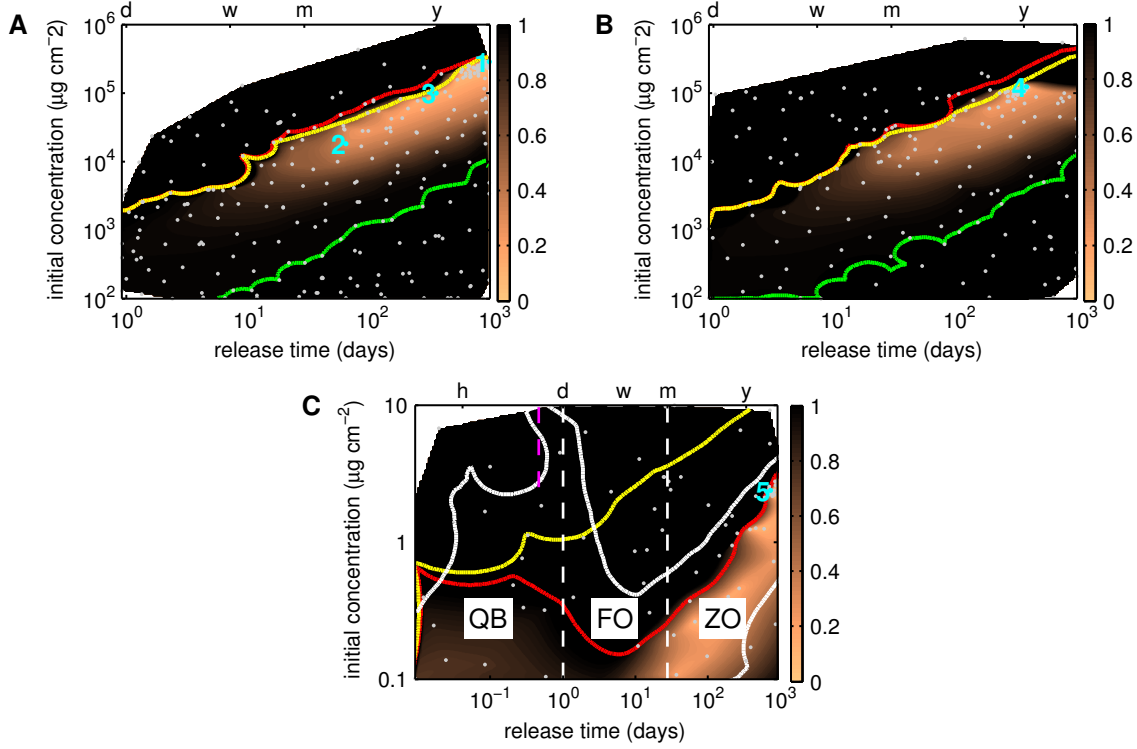 A
d w m y
initial concentration (μg cm−2)
10^6
10^5
10^4
10^3
10^2
1
3
2
1
0.8
0.6
0.4
0.2
0
10^0 10^1 10^2 10^3
release time (days)
B
d w m y
initial concentration (μg cm−2)
10^6
10^5
10^4
10^3
10^2
4
1
0.8
0.6
0.4
0.2
0
10^0 10^1 10^2 10^3
release time (days)
C
h d w m y
initial concentration (μg cm^−2)
10
1
0.1
5
QB FO ZO
1
0.8
0.6
0.4
0.2
0
10^−1 10^0 10^1 10^2 10^3
release time (days)